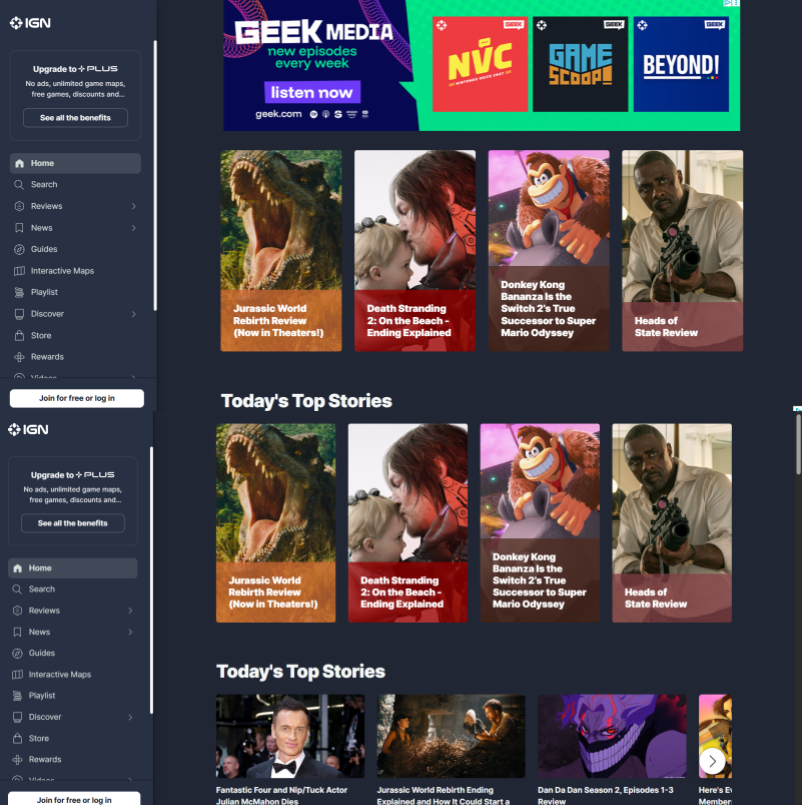 IGN
Upgrade to PLUS
No ads, unlimited game maps,
free games, discounts and...
See all the benefits
Home
Search
Reviews
News
Guides
Interactive Maps
Playlist
Discover
Store
Rewards
Videos
Join for free or log in
GEEK MEDIA
new episodes
every week
listen now
geek.com
GEEK
NVC
GEEK
GAME
SCOOP!
GEEK
BEYOND!
Jurassic World
Rebirth Review
(Now in Theaters!)
Death Stranding
2: On the Beach -
Ending Explained
Donkey Kong
Bananza Is the
Switch 2's True
Successor to Super
Mario Odyssey
Heads of
State Review
Today's Top Stories
IGN
Upgrade to PLUS
No ads, unlimited game maps,
free games, discounts and...
See all the benefits
Home
Search
Reviews
News
Guides
Interactive Maps
Playlist
Discover
Store
Rewards
Videos
Join for free or log in
Jurassic World
Rebirth Review
(Now in Theaters!)
Death Stranding
2: On the Beach -
Ending Explained
Donkey Kong
Bananza Is the
Switch 2's True
Successor to Super
Mario Odyssey
Heads of
State Review
Today's Top Stories
Fantastic Four and Nip/Tuck Actor
Julian McMahon Dies
Jurassic World Rebirth Ending
Explained and How It Could Start a
Dan Da Dan Season 2, Episodes 1-3
Review
Here's Ev
Member